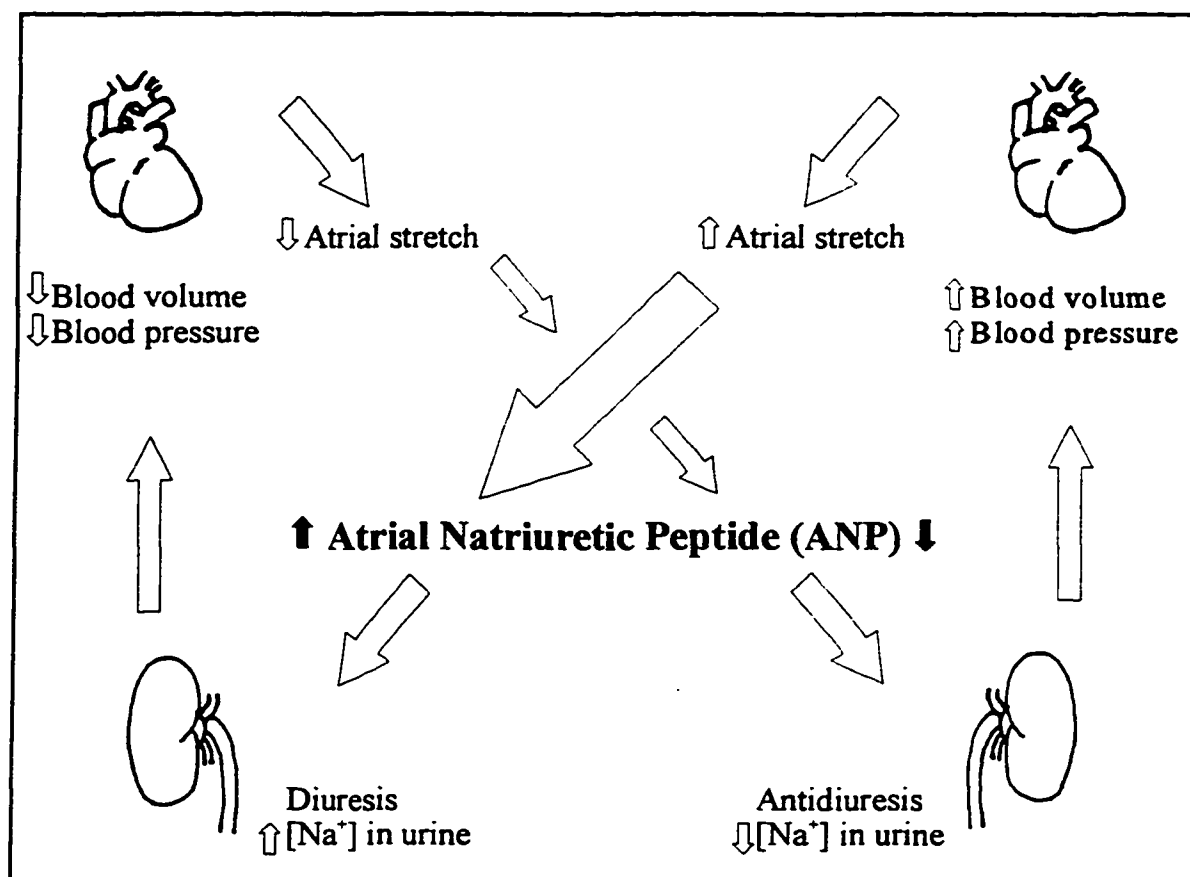 ⇩ Atrial stretch
⇧ Atrial stretch
⇩ Blood volume
⇩ Blood pressure
⇧ Blood volume
⇧ Blood pressure
⬆ Atrial Natriuretic Peptide (ANP) ⬇
Diuresis
⇧ [Na⁺] in urine
Antidiuresis
⇩ [Na⁺] in urine